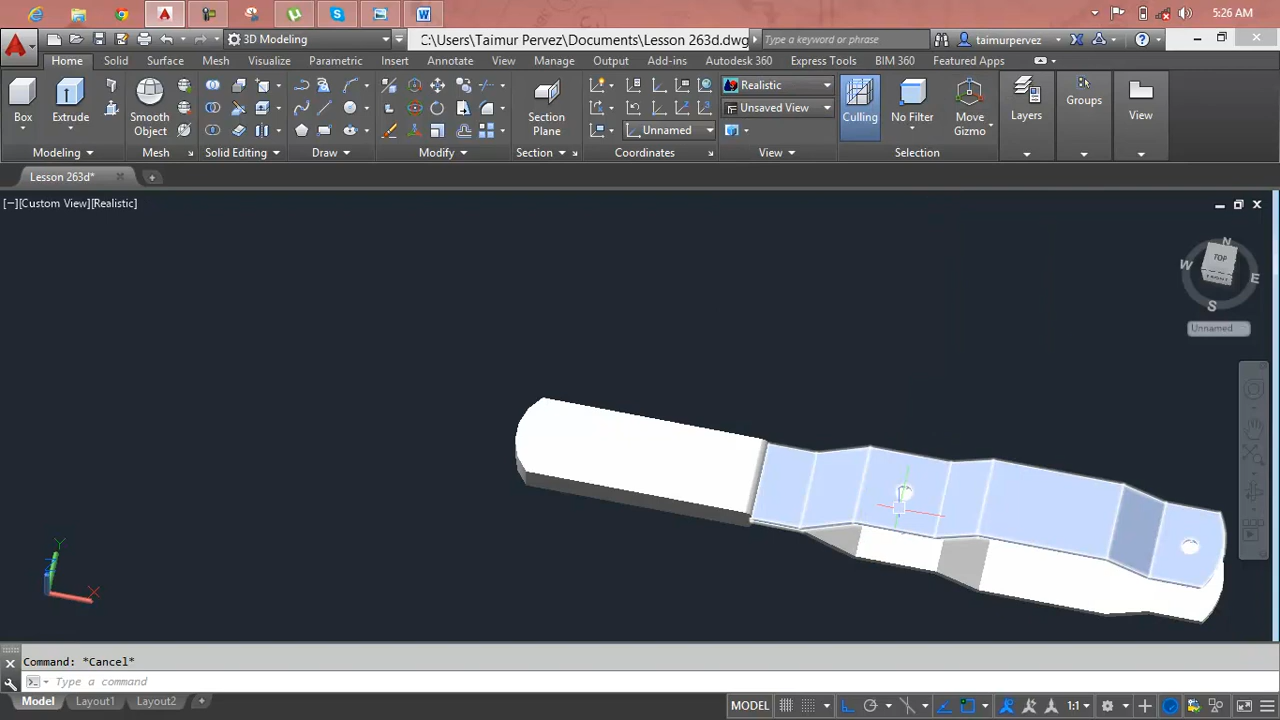 5:26 AM
3D Modeling
C:\Users\Taimur Pervez\Documents\Lesson 263d.dwg
Type a keyword or phrase
taimurpervez
Home Solid Surface Mesh Visualize Parametric Insert Annotate View Manage Output Add-ins Autodesk 360 Express Tools BIM 360 Featured Apps
Box
Extrude
Smooth Object
Section Plane
Realistic
Unsaved View
Unnamed
Culling
No Filter
Move Gizmo
Layers
Groups
View
Modeling Mesh Solid Editing Draw Modify Section Coordinates View Selection
Lesson 263d*
[−][Custom View][Realistic]
N
W
TOP
E
S
Unnamed
Y
X
Command: *Cancel*
Type a command
Model Layout1 Layout2 +
MODEL
1:1